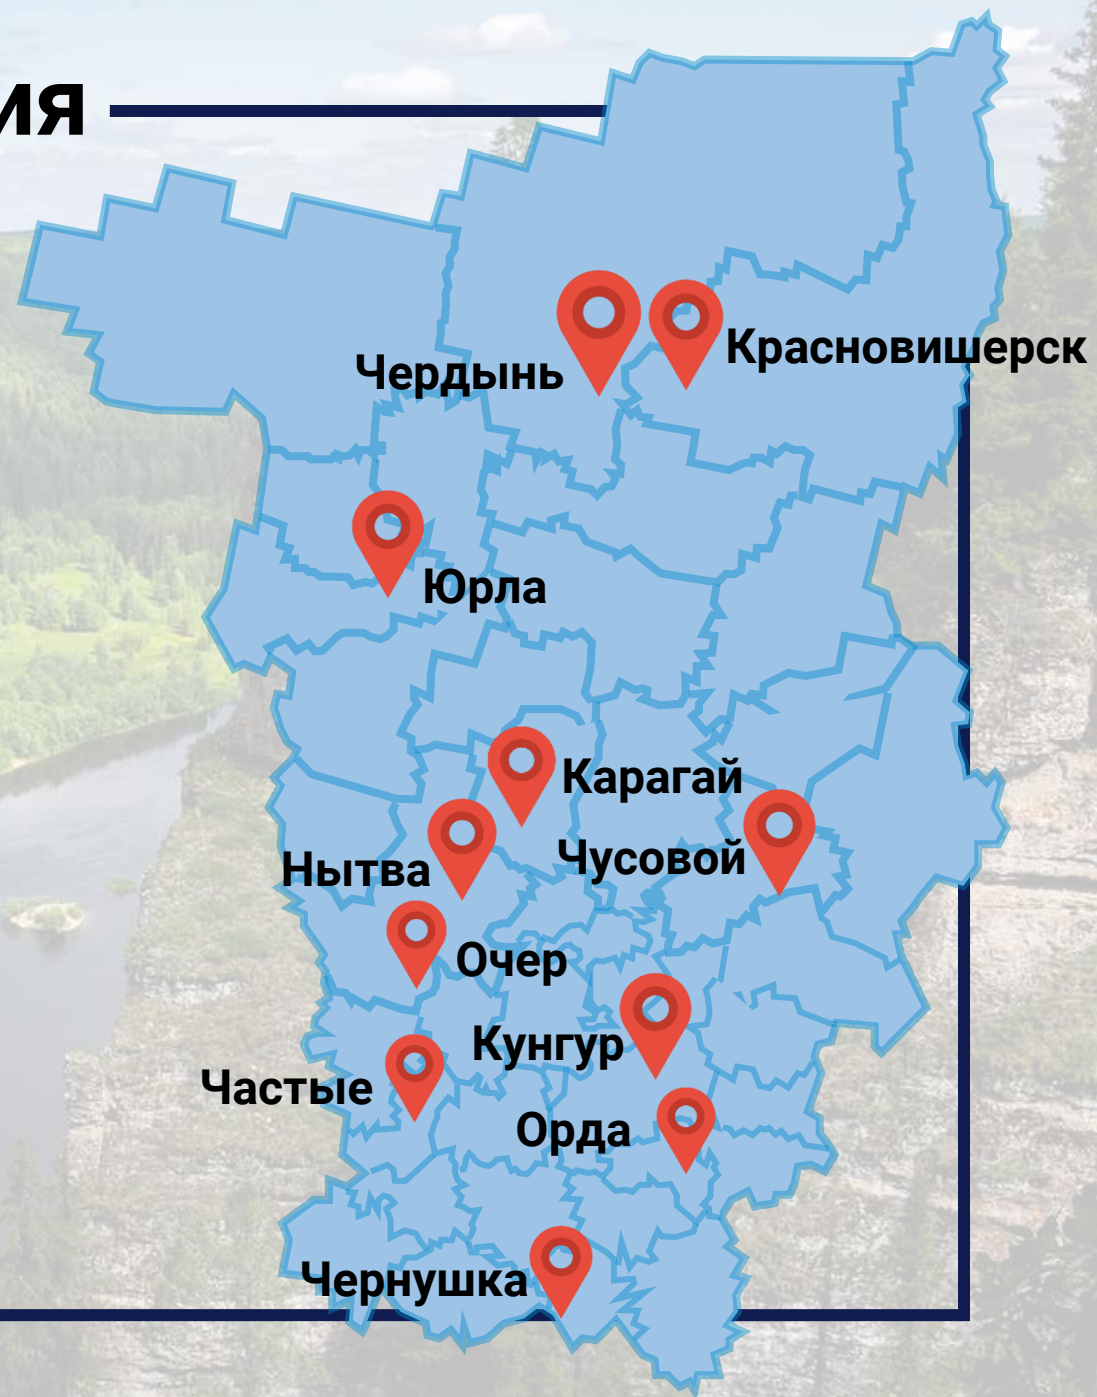 ия
Красновишерск
Чердынь
Юрла
Карагай
Чусовой
Нытва
Очер
Кунгур
Частые
Орда
Чернушка